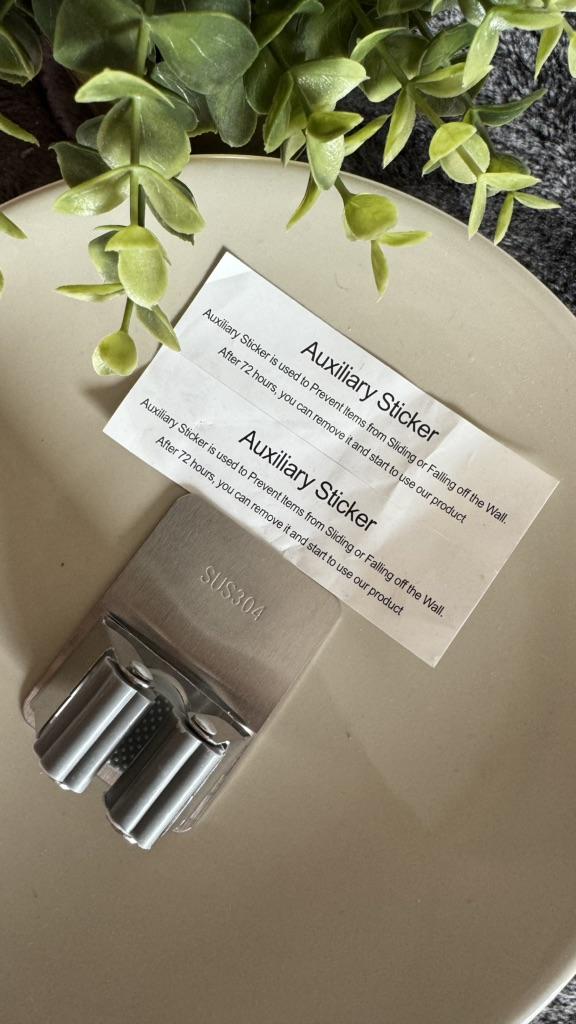 Auxiliary Sticker
Auxiliary Sticker is used to Prevent Items from Sliding or Falling off the Wall.
After 72 hours, you can remove it and start to use our product
Auxiliary Sticker
Auxiliary Sticker is used to Prevent Items from Sliding or Falling off the Wall.
After 72 hours, you can remove it and start to use our product
SUS304